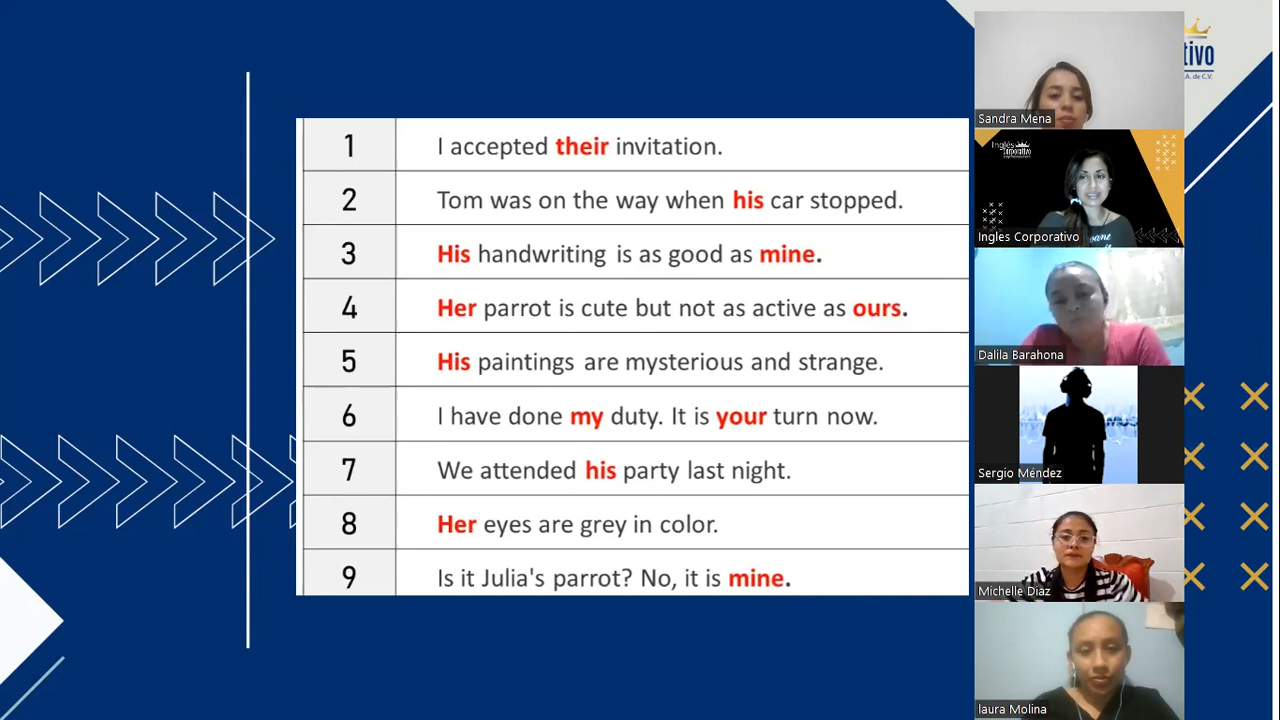 1 I accepted their invitation.
2 Tom was on the way when his car stopped.
3 His handwriting is as good as mine.
4 Her parrot is cute but not as active as ours.
5 His paintings are mysterious and strange.
6 I have done my duty. It is your turn now.
7 We attended his party last night.
8 Her eyes are grey in color.
9 Is it Julia's parrot? No, it is mine.
tivo
.A. de C.V.
Sandra Mena
Inglés
Corporativo
Ingles Corporativo
Dalila Barahona
Sergio Méndez
Michelle Diaz
laura Molina